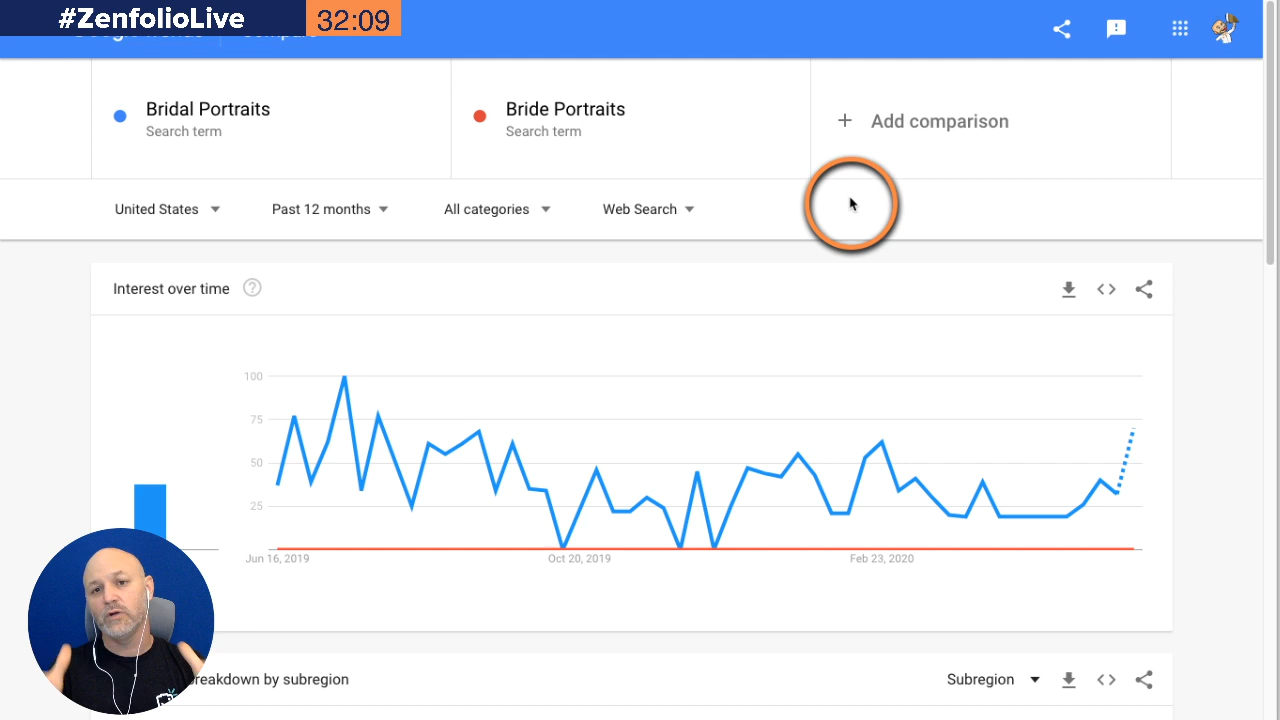 #ZenfolioLive
32:09
Bridal Portraits
Search term
Bride Portraits
Search term
+ Add comparison
United States
Past 12 months
All categories
Web Search
Interest over time
100
75
50
25
Jun 16, 2019
Oct 20, 2019
Feb 23, 2020
breakdown by subregion
Subregion